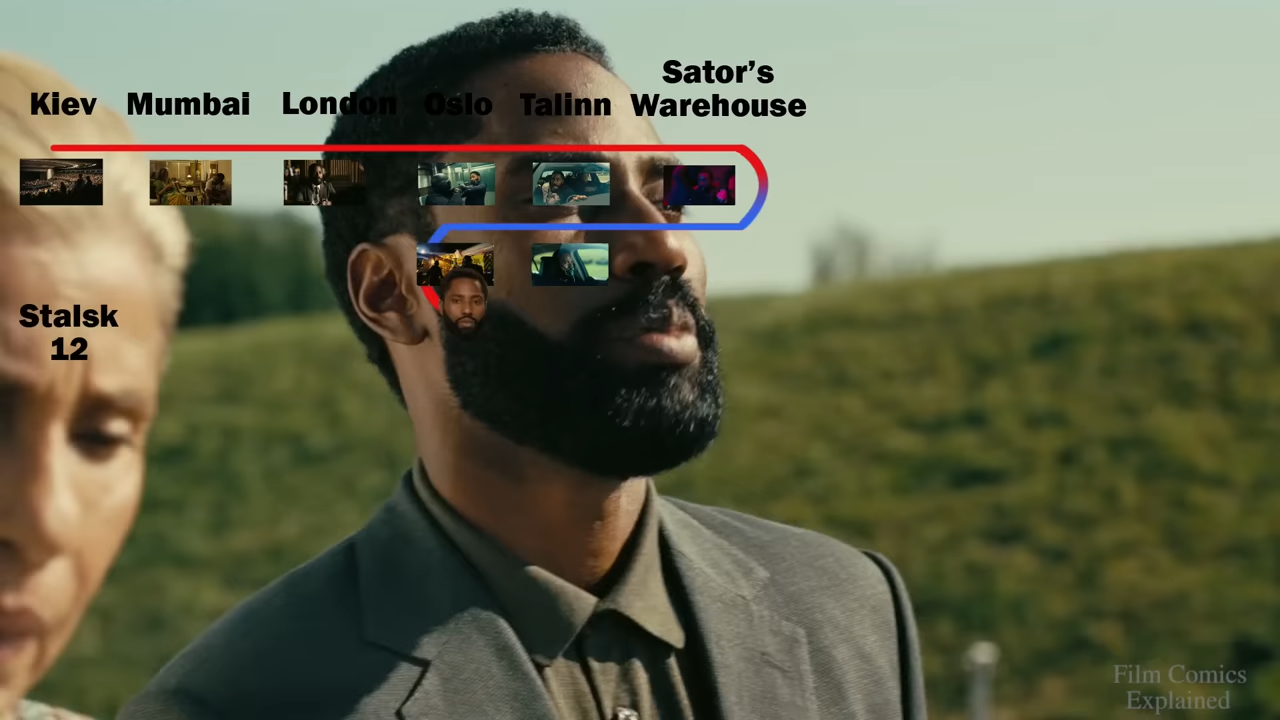 Kiev Mumbai London Oslo Talinn Sator's
Warehouse
Stalsk
12
Film Comics
Explained